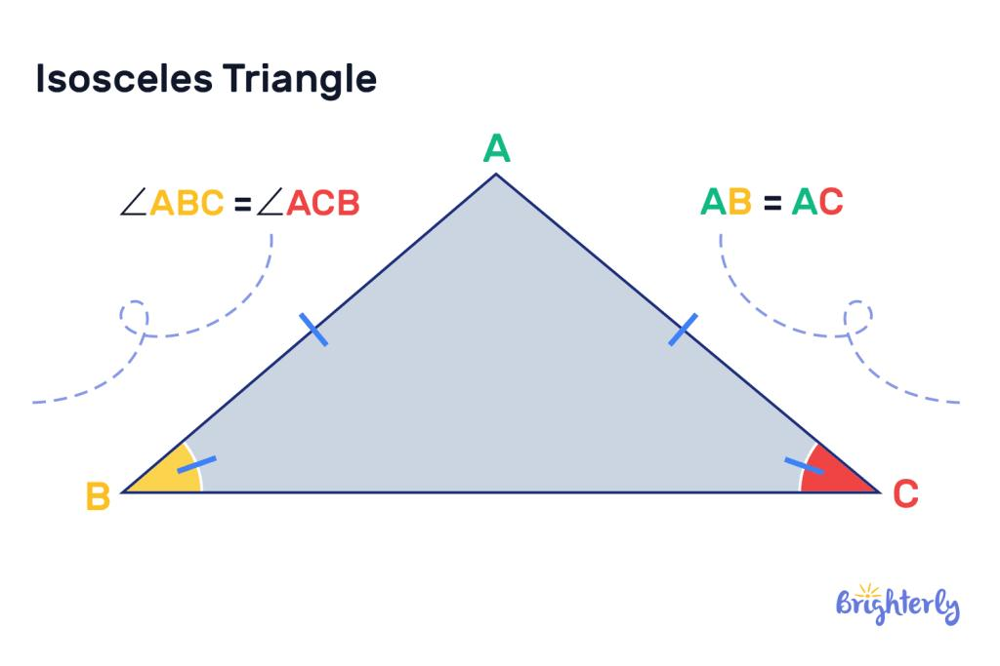 Isosceles Triangle
A
∠ABC = ∠ACB
AB = AC
B
C
Brighterly